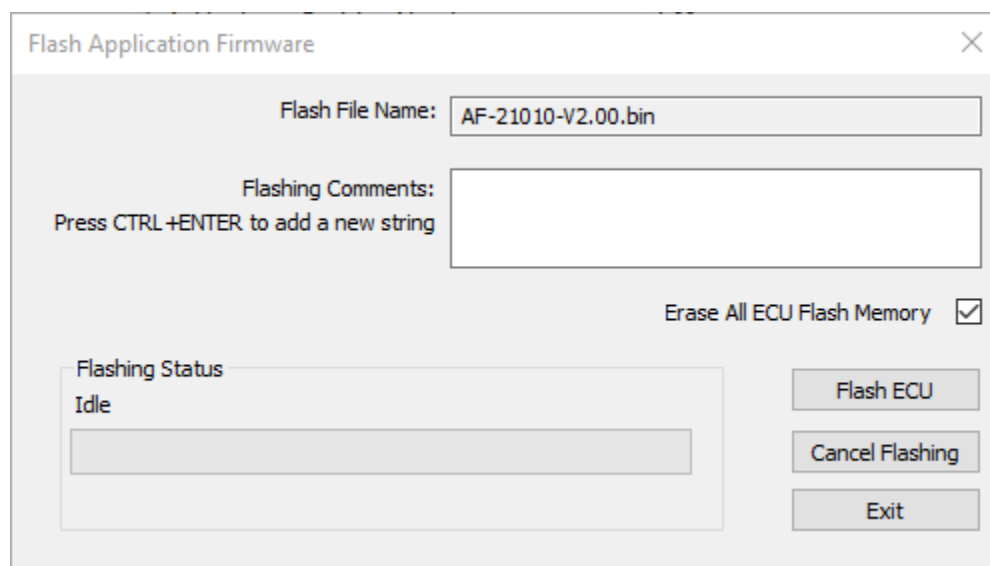 Flash Application Firmware
Flash File Name: AF-21010-V2.00.bin
Flashing Comments:
Press CTRL+ENTER to add a new string
Erase All ECU Flash Memory
Flashing Status
Idle
Flash ECU
Cancel Flashing
Exit